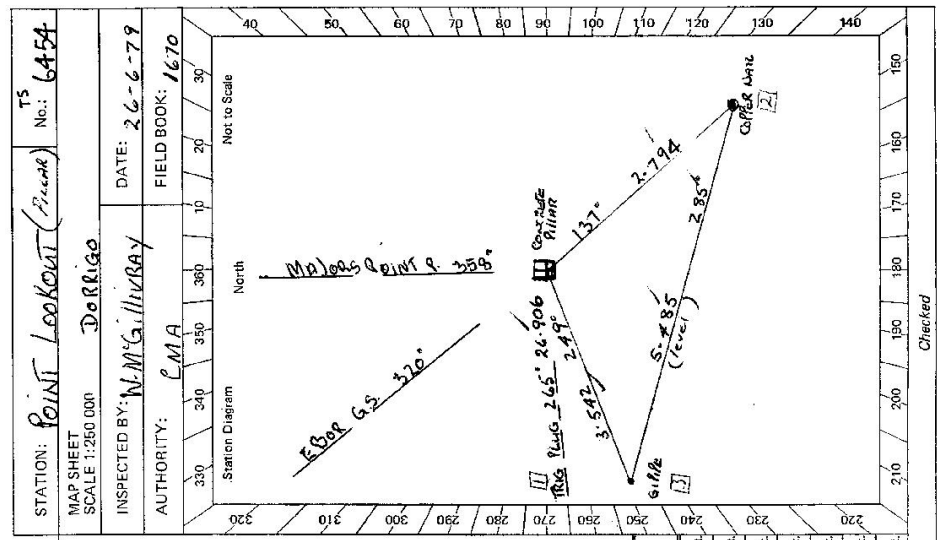 STATION: POINT LOOKOUT (PILLAR)
TS No.: 6454
MAP SHEET
SCALE 1:250 000
DORRIGO
INSPECTED BY: W. McGillivray
DATE: 26-6-79
AUTHORITY: CMA
FIELD BOOK: 1670
Station Diagram
North
Not to Scale
330 340 350 360 10 20 30
40 50 60 70 80 90 100 110 120 130 140
150 160 170 180 190 200 210
220 230 240 250 260 270 280 290 300 310 320
EBOR G.S. 320°
MAJORS POINT R. 358°
CONCRETE
PILLAR
1
TRIG PLUG 265° 26.906
137° 2.794
COPPER NAIL
2
249°
3.542
G.I. PIPE
3
285°
5.785
(level)
Checked